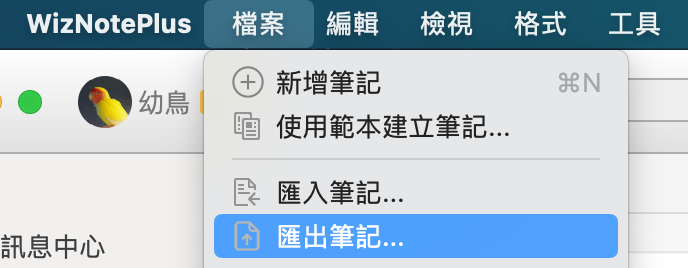 WizNotePlus 檔案 編輯 檢視 格式 工具
幼鳥
新增筆記 ⌘N
使用範本建立筆記...
匯入筆記...
匯出筆記...
訊息中心